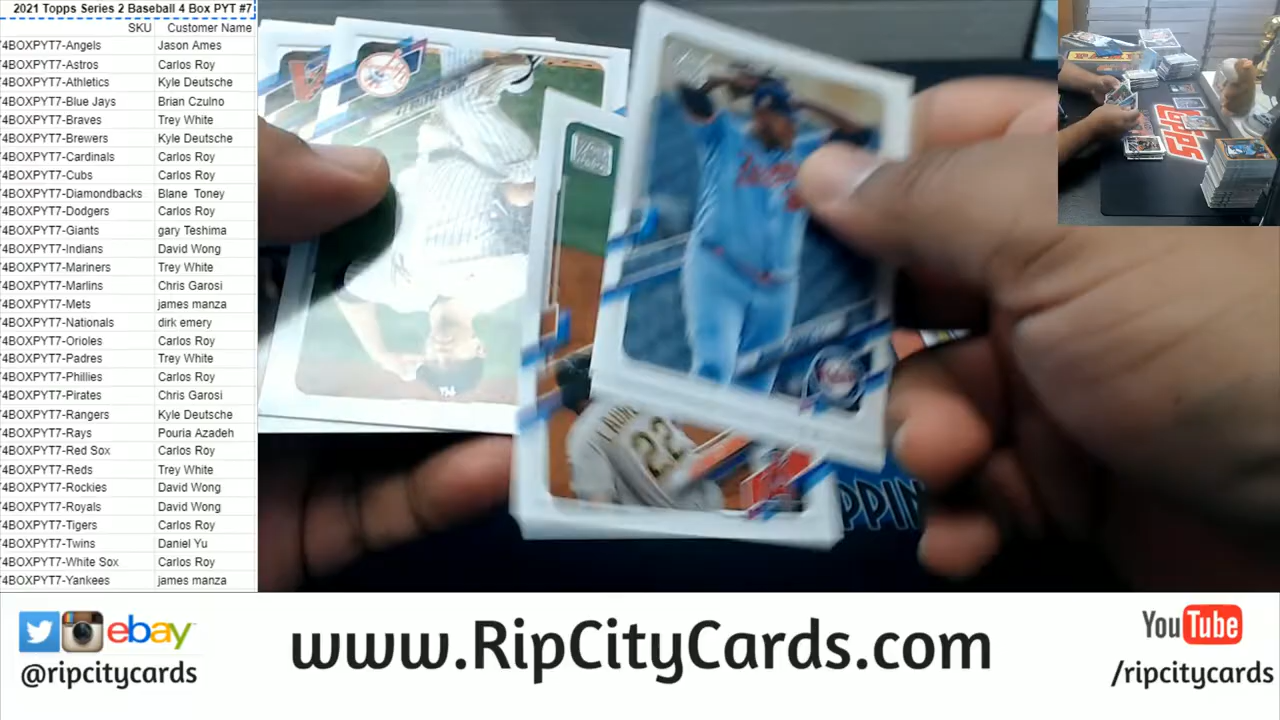 2021 Topps Series 2 Baseball 4 Box PYT #7
SKU Customer Name
4BOXPYT7-Angels Jason Ames
4BOXPYT7-Astros Carlos Roy
4BOXPYT7-Athletics Kyle Deutsche
4BOXPYT7-Blue Jays Brian Czulno
4BOXPYT7-Braves Trey White
4BOXPYT7-Brewers Kyle Deutsche
4BOXPYT7-Cardinals Carlos Roy
4BOXPYT7-Cubs Carlos Roy
4BOXPYT7-Diamondbacks Blane Toney
4BOXPYT7-Dodgers Carlos Roy
4BOXPYT7-Giants gary Teshima
4BOXPYT7-Indians David Wong
4BOXPYT7-Mariners Trey White
4BOXPYT7-Marlins Chris Garosi
4BOXPYT7-Mets james manza
4BOXPYT7-Nationals dirk emery
4BOXPYT7-Orioles Carlos Roy
4BOXPYT7-Padres Trey White
4BOXPYT7-Phillies Carlos Roy
4BOXPYT7-Pirates Chris Garosi
4BOXPYT7-Rangers Kyle Deutsche
4BOXPYT7-Rays Pouria Azadeh
4BOXPYT7-Red Sox Carlos Roy
4BOXPYT7-Reds Trey White
4BOXPYT7-Rockies David Wong
4BOXPYT7-Royals David Wong
4BOXPYT7-Tigers Carlos Roy
4BOXPYT7-Twins Daniel Yu
4BOXPYT7-White Sox Carlos Roy
4BOXPYT7-Yankees james manza
22
PPIN
TOPPS
ebay
@ripcitycards
www.RipCityCards.com
YouTube
/ripcitycards